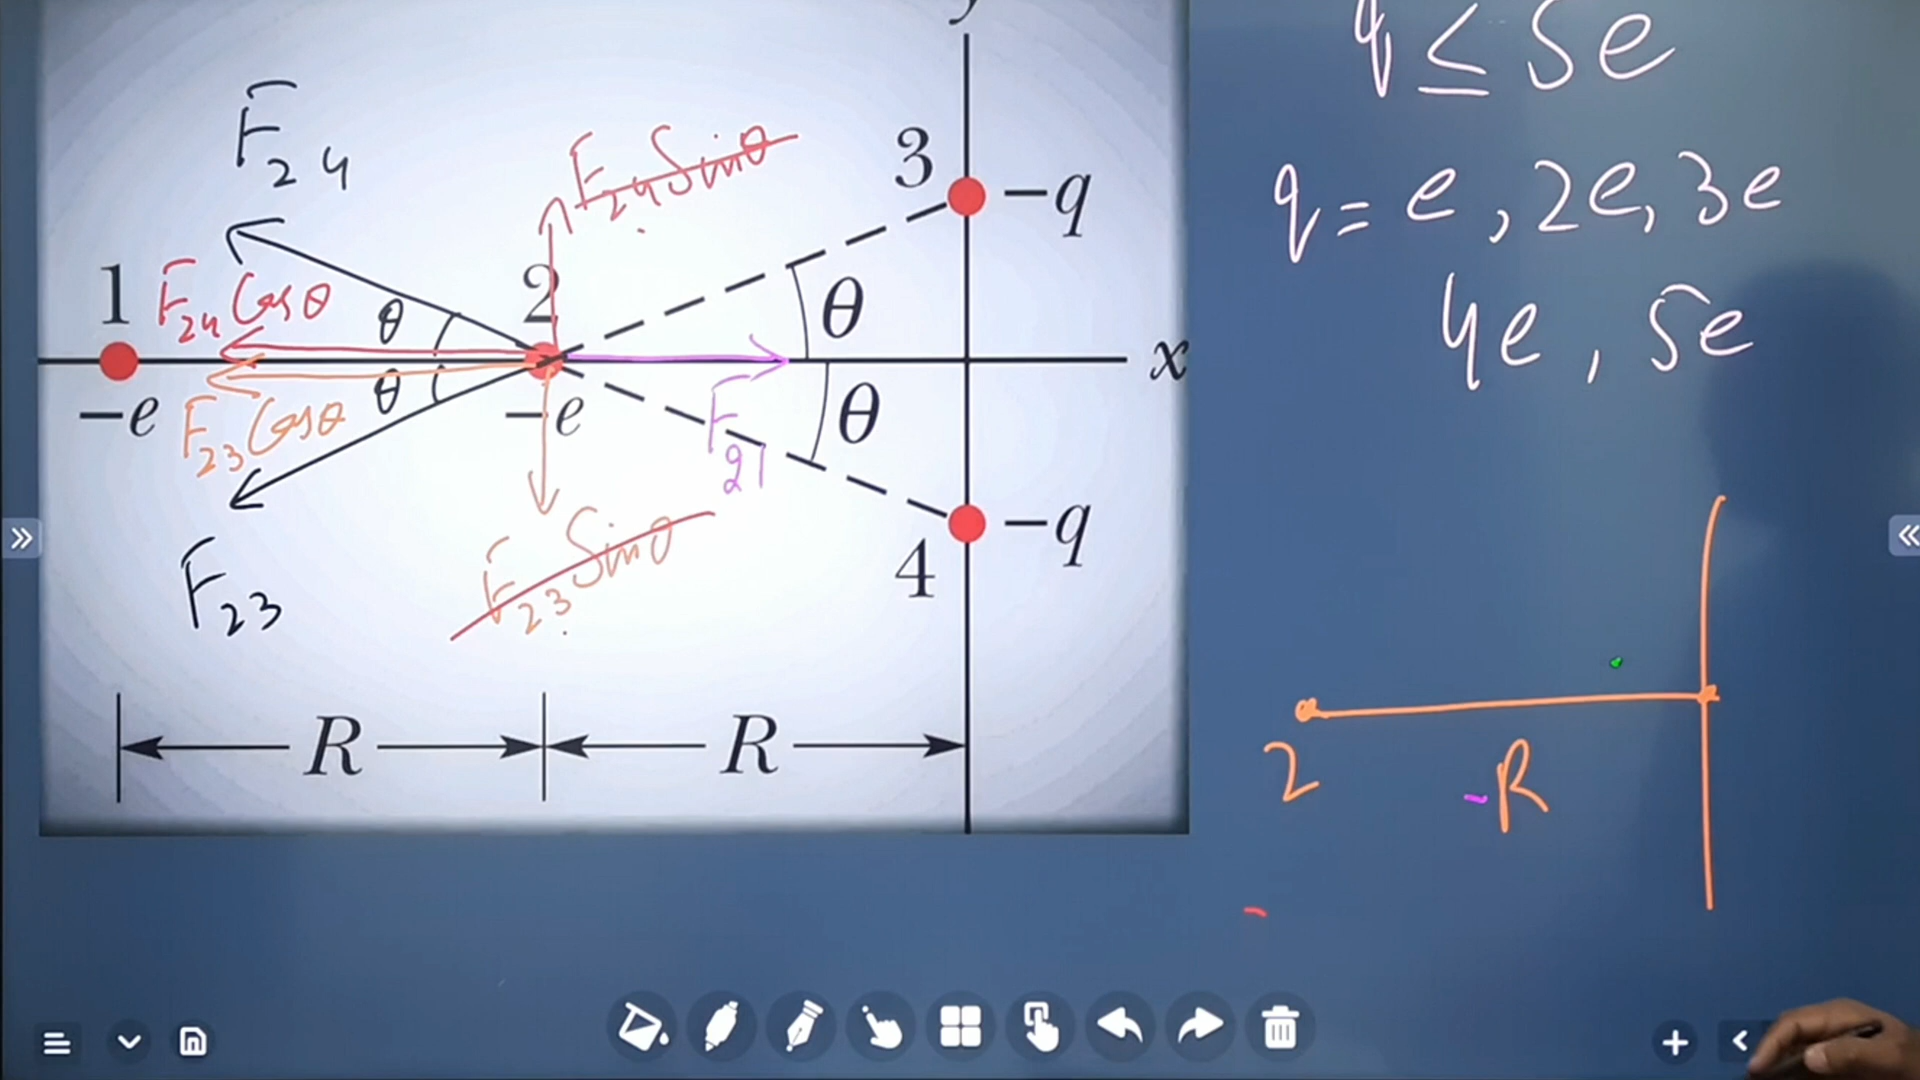 y
q ≤ 5e
F24
F24 Sinθ
3
−q
q = e, 2e, 3e
4e, 5e
1
F24 Cosθ
θ
2
θ
x
−e
F23 Cosθ
θ
−e
F21
θ
F23
F23 Sinθ
4
−q
R
R
2
-R